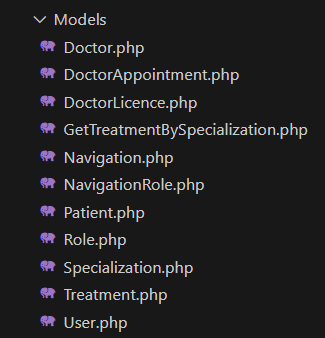 Models
Doctor.php
DoctorAppointment.php
DoctorLicence.php
GetTreatmentBySpecialization.php
Navigation.php
NavigationRole.php
Patient.php
Role.php
Specialization.php
Treatment.php
User.php